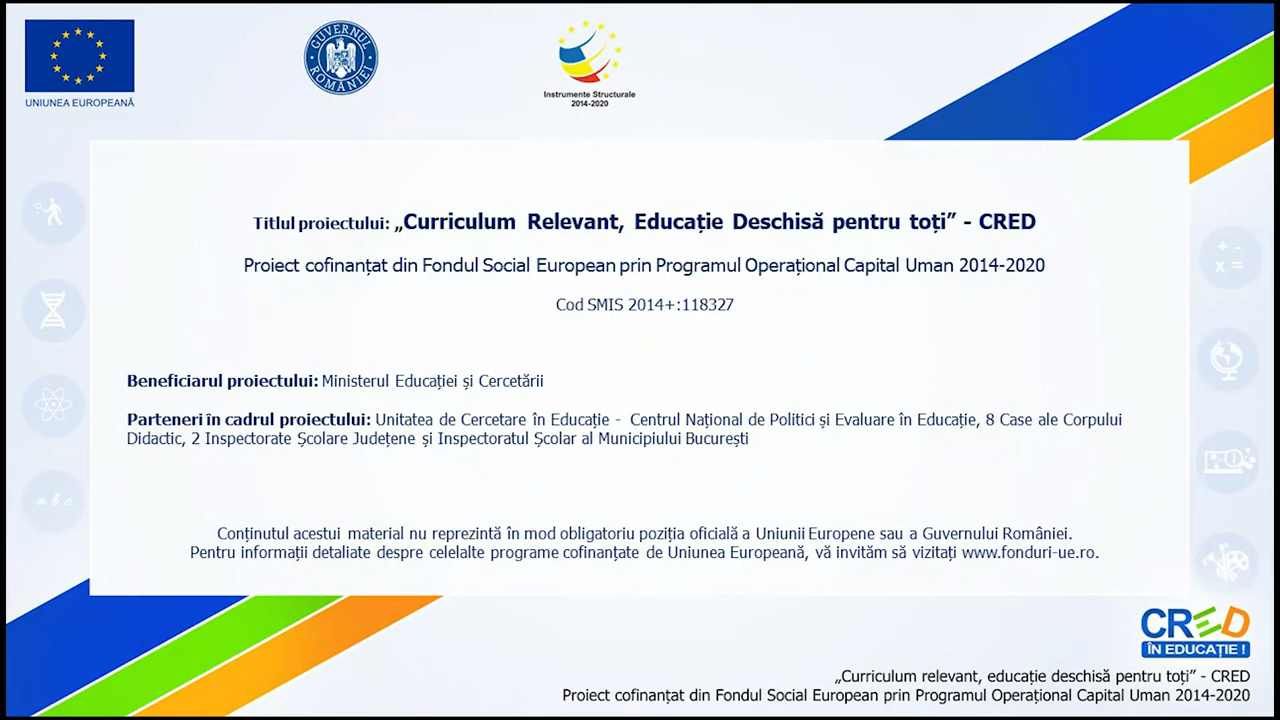 UNIUNEA EUROPEANĂ
GUVERNUL ROMÂNIEI
Instrumente Structurale
2014-2020
Titlul proiectului: „Curriculum Relevant, Educație Deschisă pentru toți” - CRED
Proiect cofinanțat din Fondul Social European prin Programul Operațional Capital Uman 2014-2020
Cod SMIS 2014+:118327
Beneficiarul proiectului: Ministerul Educației și Cercetării
Parteneri în cadrul proiectului: Unitatea de Cercetare în Educație - Centrul Național de Politici și Evaluare în Educație, 8 Case ale Corpului
Didactic, 2 Inspectorate Școlare Județene și Inspectoratul Școlar al Municipiului București
Conținutul acestui material nu reprezintă în mod obligatoriu poziția oficială a Uniunii Europene sau a Guvernului României.
Pentru informații detaliate despre celelalte programe cofinanțate de Uniunea Europeană, vă invităm să vizitați www.fonduri-ue.ro.
a b c
+ -
x =
CRED
ÎN EDUCAȚIE !
„Curriculum relevant, educație deschisă pentru toți” - CRED
Proiect cofinanțat din Fondul Social European prin Programul Operațional Capital Uman 2014-2020